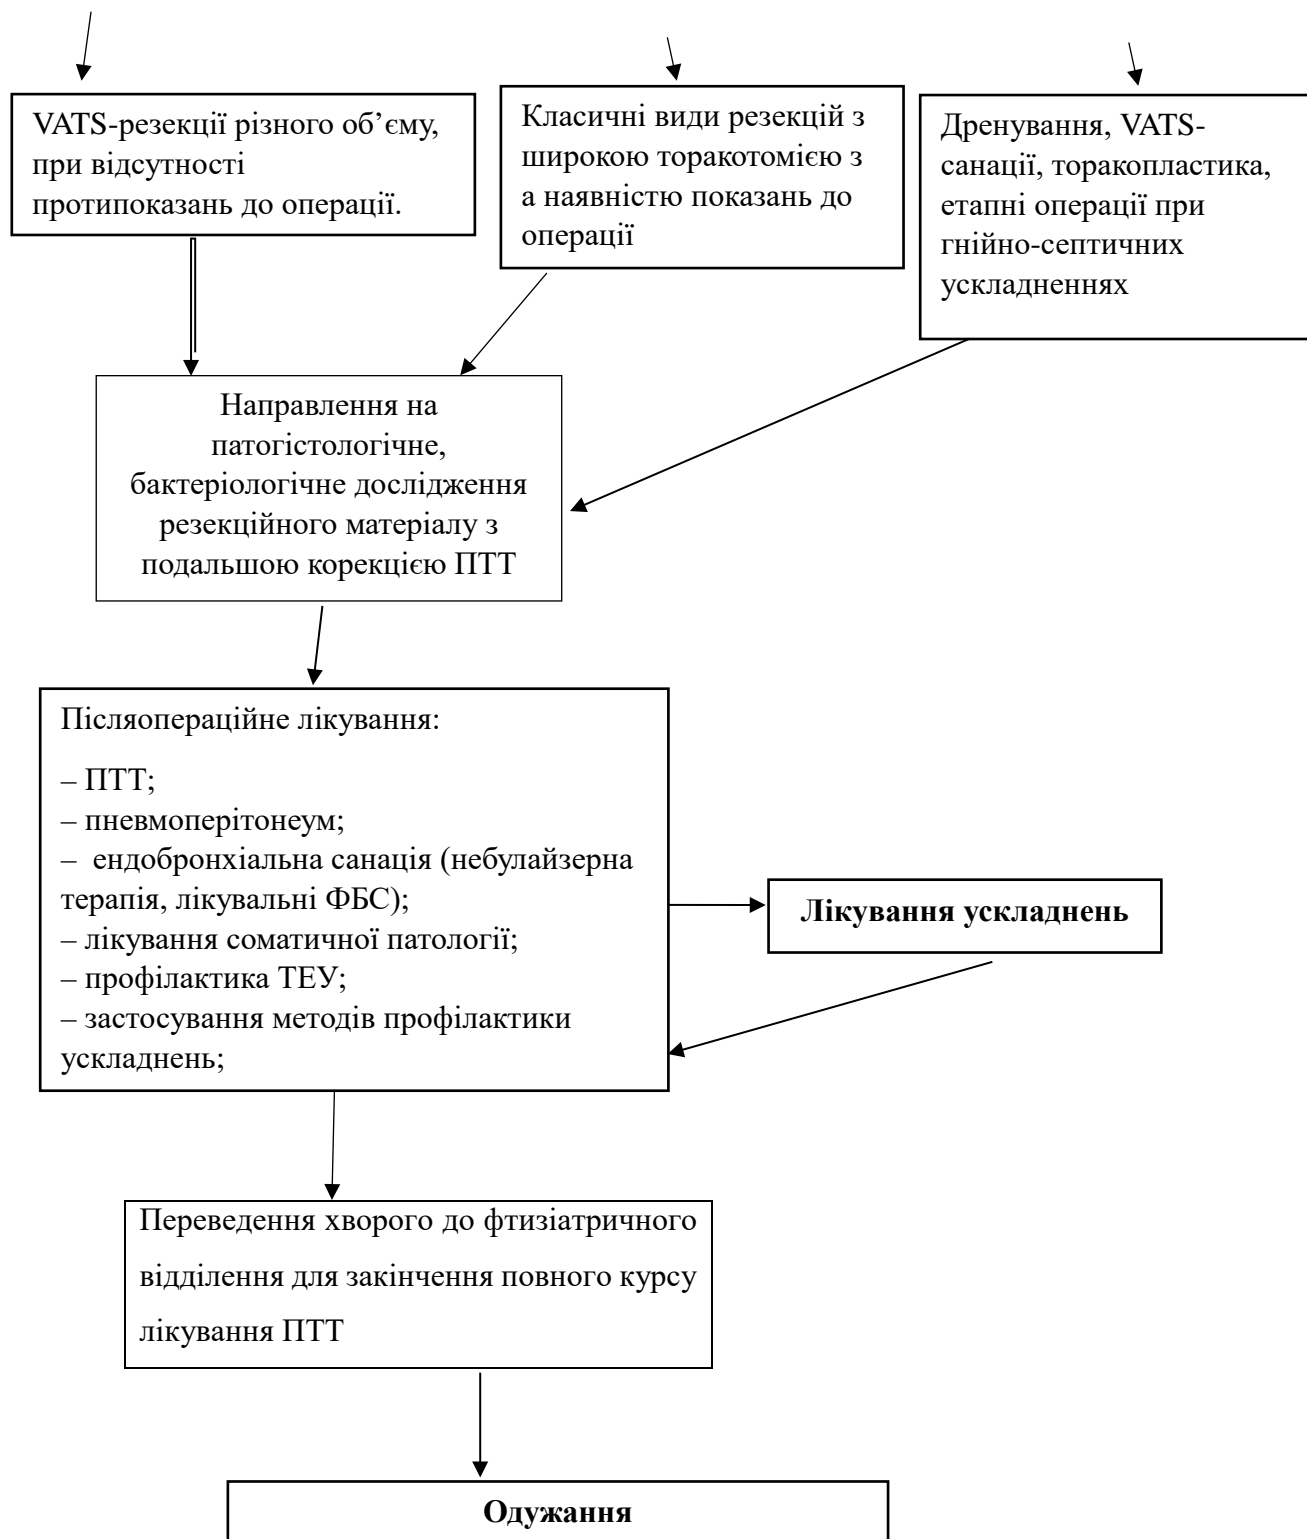 VATS-резекції різного об’єму,
при відсутності
протипоказань до операції.
Класичні види резекцій з
широкою торакотомією з
а наявністю показань до
операції
Дренування, VATS-
санації, торакопластика,
етапні операції при
гнійно-септичних
ускладненнях
Направлення на
патогістологічне,
бактеріологічне дослідження
резекційного матеріалу з
подальшою корекцією ПТТ
Післяопераційне лікування:
– ПТТ;
– пневмоперітонеум;
– ендобронхіальна санація (небулайзерна
терапія, лікувальні ФБС);
– лікування соматичної патології;
– профілактика ТЕУ;
– застосування методів профілактики
ускладнень;
Лікування ускладнень
Переведення хворого до фтизіатричного
відділення для закінчення повного курсу
лікування ПТТ
Одужання